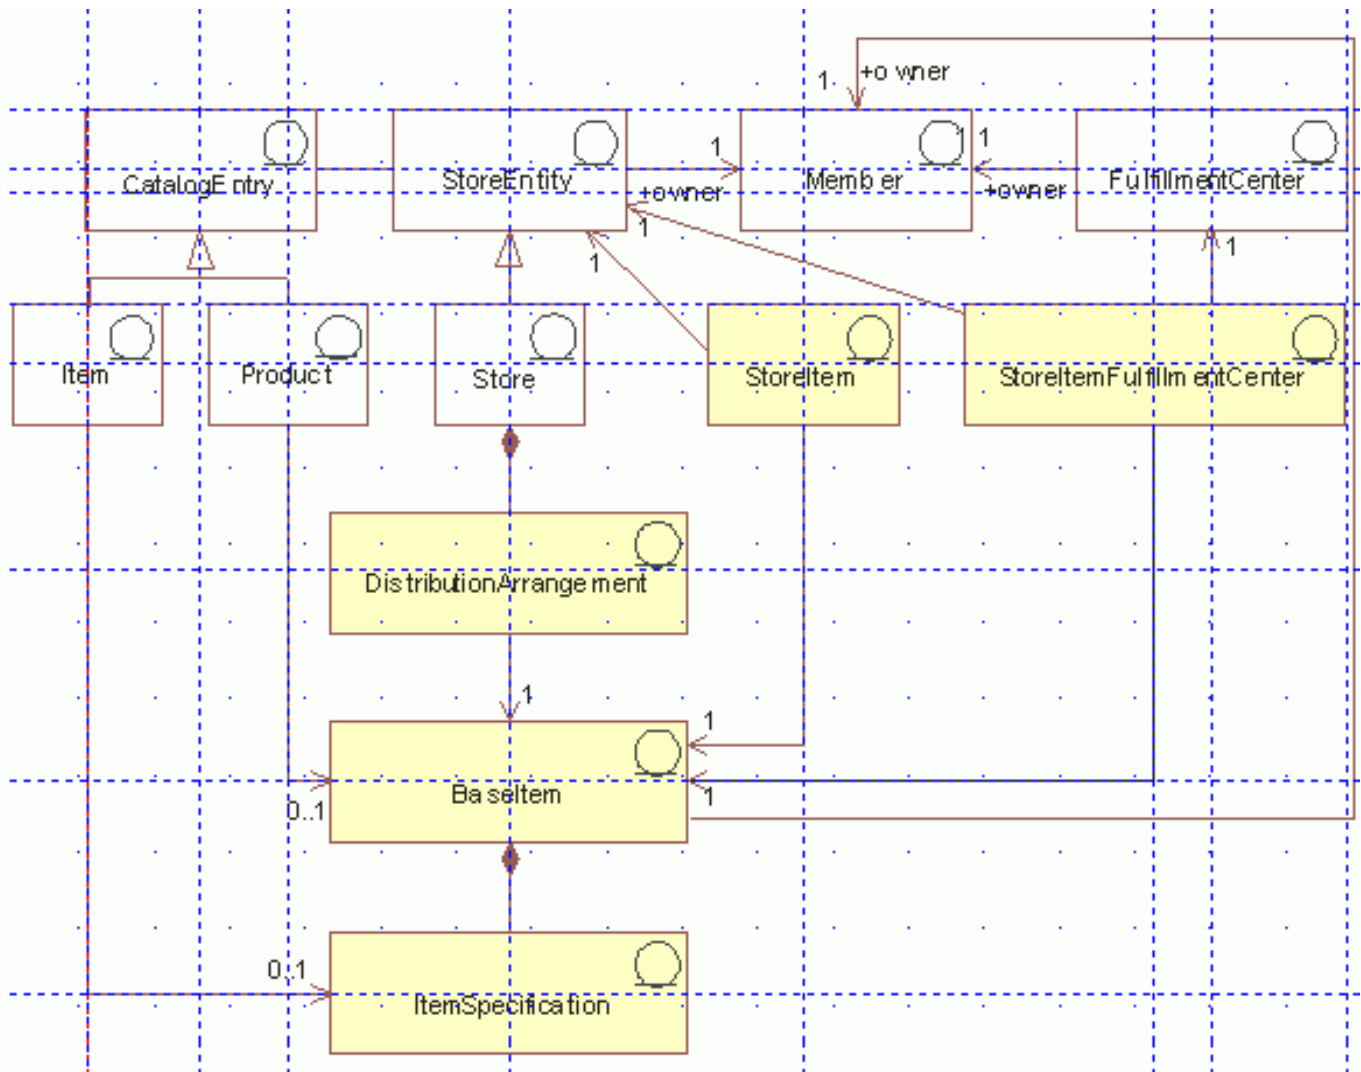 +owner
1
1
1
CatalogEntry
StoreEntity
Member
FulfillmentCenter
+owner
+owner
1
1
1
Item
Product
Store
StoreItem
StoreItemFulfillmentCenter
DistributionArrangement
1
1
BaseItem
0..1
1
0..1
ItemSpecification